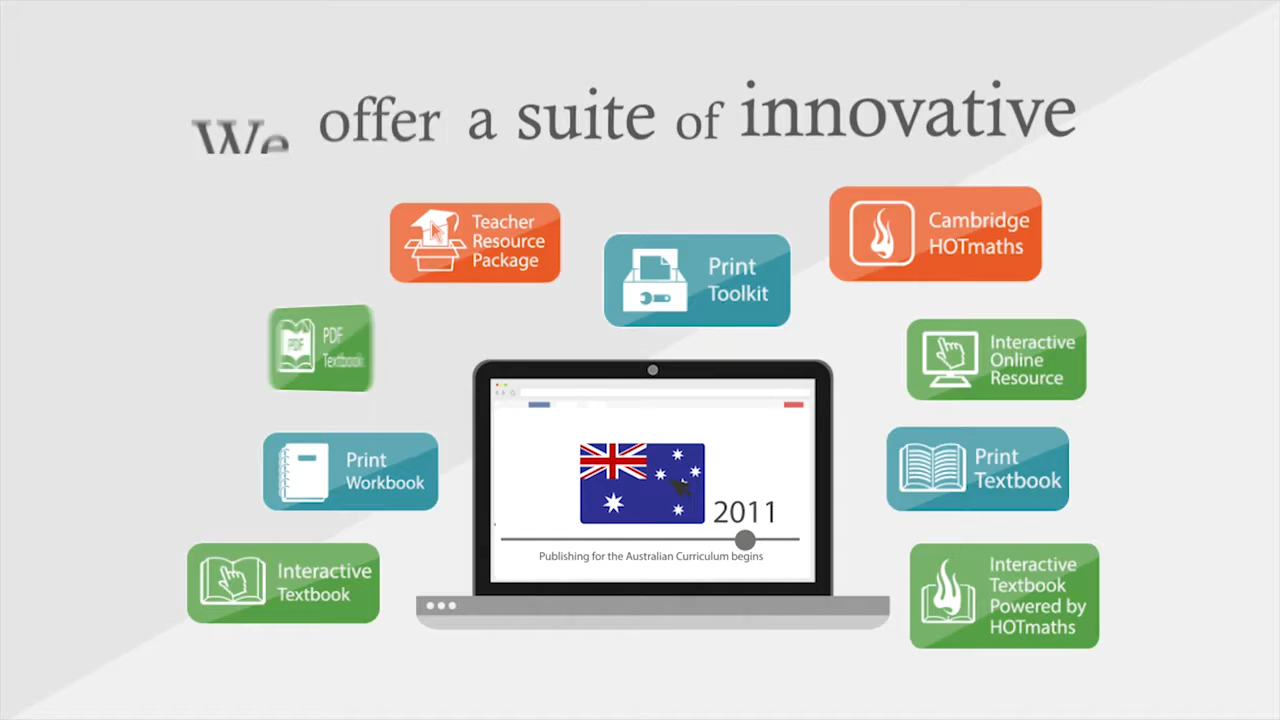 We offer a suite of innovative
Teacher
Resource
Package
Print
Toolkit
Cambridge
HOTmaths
PDF
Textbook
PDF
Interactive
Online
Resource
Print
Workbook
Print
Textbook
2011
Publishing for the Australian Curriculum begins
Interactive
Textbook
Interactive
Textbook
Powered by
HOTmaths